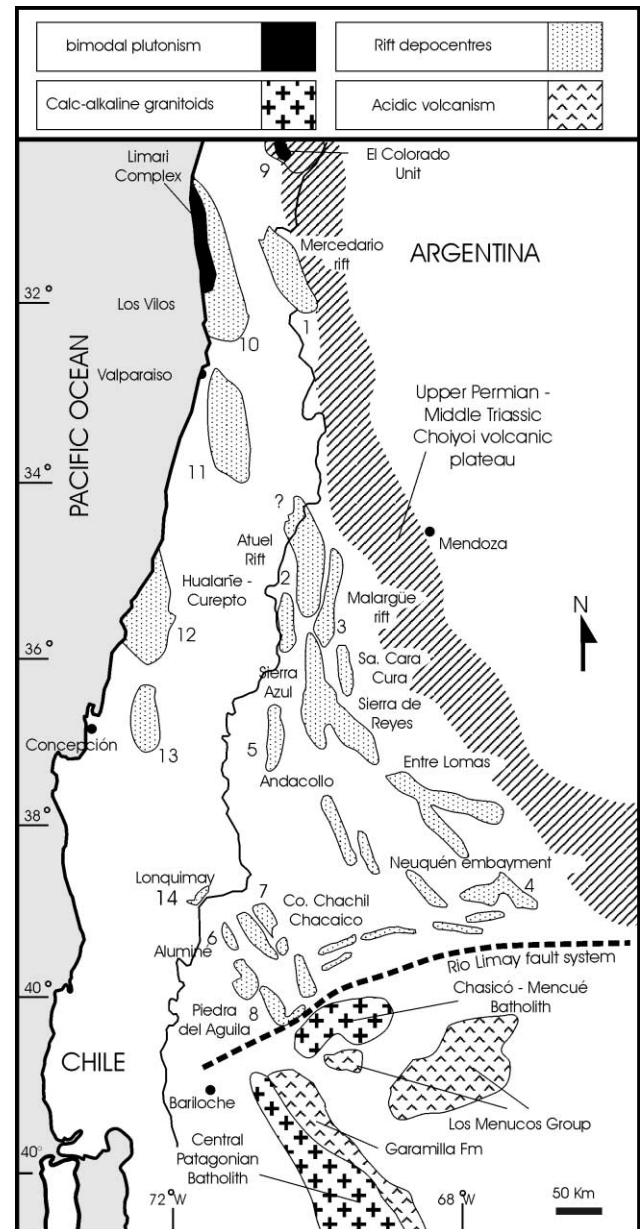 bimodal plutonism
Rift depocentres
Calc-alkaline granitoids
Acidic volcanism
Limari
Complex
9
El Colorado
Unit
Mercedario
rift
ARGENTINA
32°
Los Vilos
1
10
PACIFIC OCEAN
Valparaiso
Upper Permian -
Middle Triassic
Choiyoi volcanic
plateau
11
34°
?
Mendoza
Atuel
Rift
Hualañe -
Curepto
2
Malargüe
rift
3
N
12
36°
Sa. Cara
Cura
Sierra
Azul
Sierra de
Reyes
Concepción
13
5
Andacollo
Entre Lomas
38°
Neuquén embayment
Lonquimay
14
7
Co. Chachil
Chacaico
4
6
Alumine
Rio Limay fault system
40°
Chasicó - Mencué
Batholith
Piedra
del Aguila
8
CHILE
Bariloche
Los Menucos Group
Central
Patagonian
Batholith
Garamilla Fm
40°
72°W
68°W
50 Km